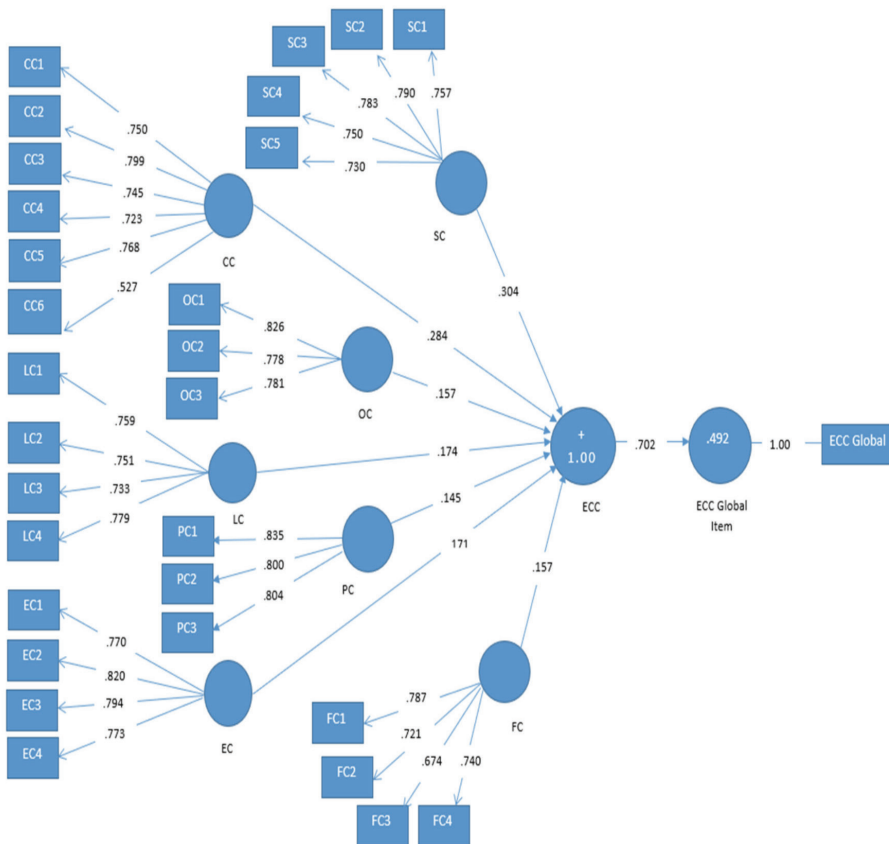 SC1
SC2
SC3
SC4
SC5
.757
.790
.783
.750
.730
SC
.304
CC1
CC2
CC3
CC4
CC5
CC6
.750
.799
.745
.723
.768
.527
CC
.284
OC1
OC2
OC3
.826
.778
.781
OC
.157
LC1
LC2
LC3
LC4
.759
.751
.733
.779
LC
.174
PC1
PC2
PC3
.835
.800
.804
PC
.145
EC1
EC2
EC3
EC4
.770
.820
.794
.773
EC
171
FC1
FC2
FC3
FC4
.787
.721
.674
.740
FC
.157
+
1.00
ECC
.702
.492
ECC Global
Item
1.00
ECC Global